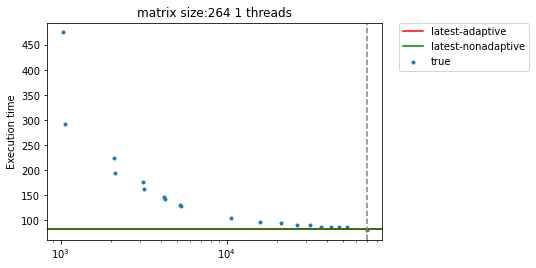 matrix size:264 1 threads
Execution time
450
400
350
300
250
200
150
100
10³
10⁴
latest-adaptive
latest-nonadaptive
true